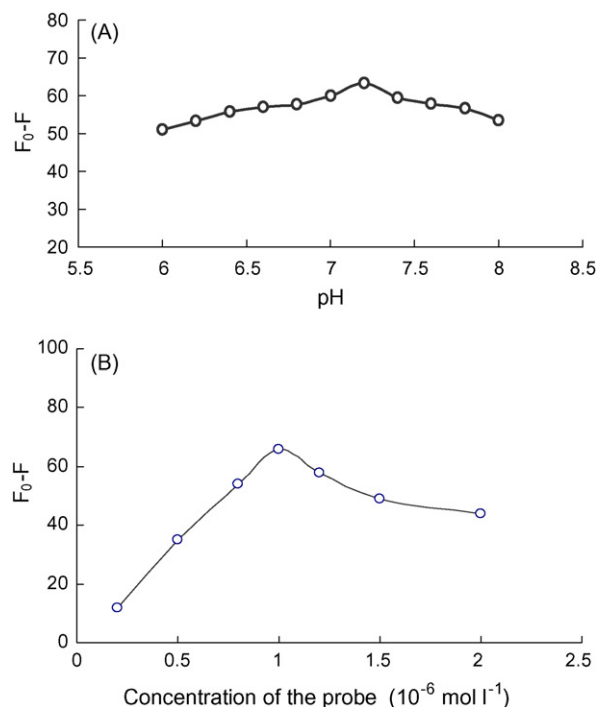 (A)
80
70
60
50
40
30
20
F₀-F
5.5 6 6.5 7 7.5 8 8.5
pH
(B)
100
80
60
40
20
0
F₀-F
0 0.5 1 1.5 2 2.5
Concentration of the probe (10⁻⁶ mol l⁻¹)